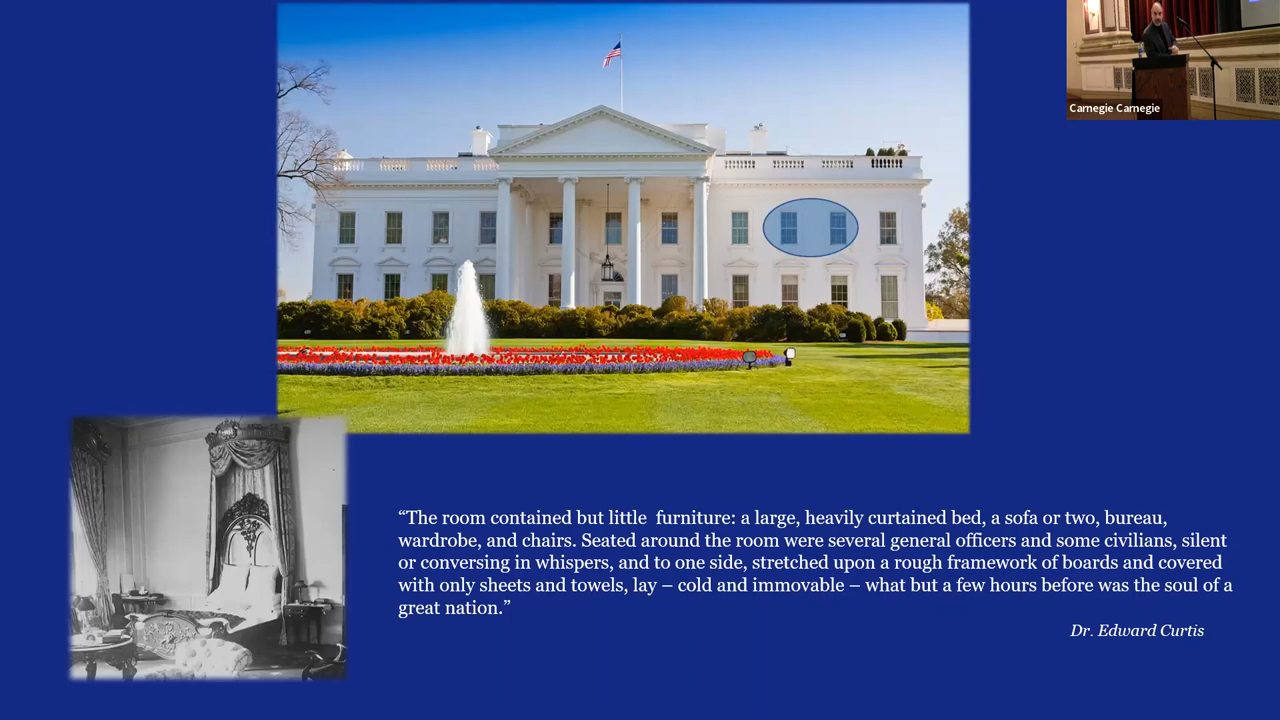 Carnegie Carnegie
“The room contained but little  furniture: a large, heavily curtained bed, a sofa or two, bureau,
wardrobe, and chairs. Seated around the room were several general officers and some civilians, silent
or conversing in whispers, and to one side, stretched upon a rough framework of boards and covered
with only sheets and towels, lay – cold and immovable – what but a few hours before was the soul of a
great nation.”
Dr. Edward Curtis